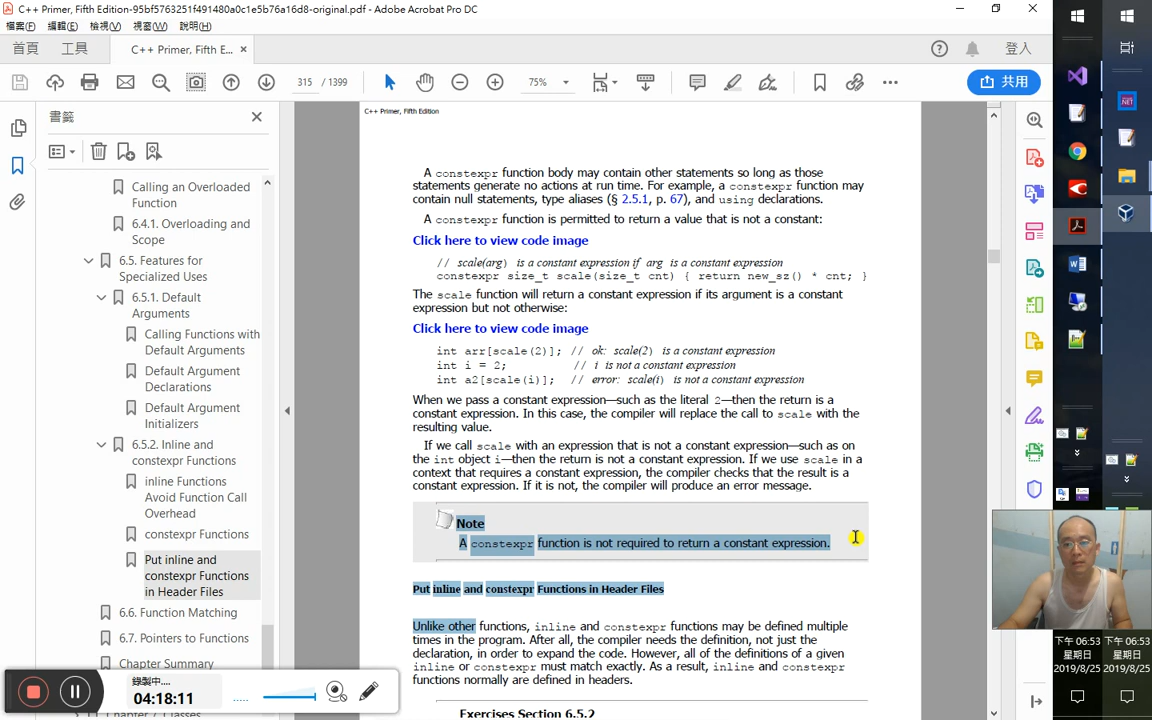 C++ Primer, Fifth Edition-95bf5763251f491480a0c1e5b76a16d8-original.pdf - Adobe Acrobat Pro DC
檔案(F) 編輯(E) 檢視(V) 視窗(W) 說明(H)
首頁 工具 C++ Primer, Fifth E... × 登入
315 / 1399 75% 共用
書籤
Calling an Overloaded
Function
6.4.1. Overloading and
Scope
6.5. Features for
Specialized Uses
6.5.1. Default
Arguments
Calling Functions with
Default Arguments
Default Argument
Declarations
Default Argument
Initializers
6.5.2. Inline and
constexpr Functions
inline Functions
Avoid Function Call
Overhead
constexpr Functions
Put inline and
constexpr Functions
in Header Files
6.6. Function Matching
6.7. Pointers to Functions
Chapter Summary
Chapter 7. Classes
C++ Primer, Fifth Edition
A constexpr function body may contain other statements so long as those
statements generate no actions at run time. For example, a constexpr function may
contain null statements, type aliases (§ 2.5.1, p. 67), and using declarations.
A constexpr function is permitted to return a value that is not a constant:
Click here to view code image
// scale(arg) is a constant expression if arg is a constant expression
constexpr size_t scale(size_t cnt) { return new_sz() * cnt; }
The scale function will return a constant expression if its argument is a constant
expression but not otherwise:
Click here to view code image
int arr[scale(2)]; // ok: scale(2) is a constant expression
int i = 2; // i is not a constant expression
int a2[scale(i)]; // error: scale(i) is not a constant expression
When we pass a constant expression—such as the literal 2—then the return is a
constant expression. In this case, the compiler will replace the call to scale with the
resulting value.
If we call scale with an expression that is not a constant expression—such as on
the int object i—then the return is not a constant expression. If we use scale in a
context that requires a constant expression, the compiler checks that the result is a
constant expression. If it is not, the compiler will produce an error message.
Note
A constexpr function is not required to return a constant expression.
Put inline and constexpr Functions in Header Files
Unlike other functions, inline and constexpr functions may be defined multiple
times in the program. After all, the compiler needs the definition, not just the
declaration, in order to expand the code. However, all of the definitions of a given
inline or constexpr must match exactly. As a result, inline and constexpr
functions normally are defined in headers.
Exercises Section 6.5.2
錄製中...
04:18:11
.NET
下午 06:53 下午 06:53
星期日 星期日
2019/8/25 2019/8/25